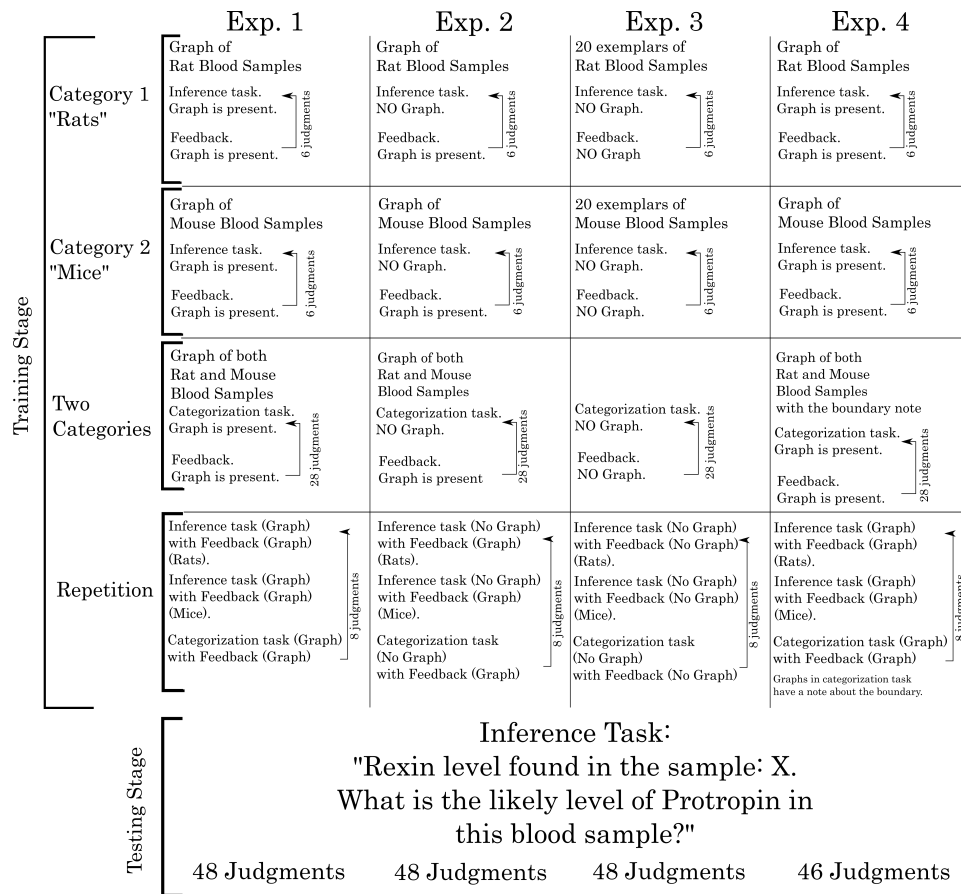 Exp. 1
Exp. 2
Exp. 3
Exp. 4
Training Stage
Category 1
"Rats"
Graph of
Rat Blood Samples
Inference task.
Graph is present.
Feedback.
Graph is present.
6 judgments
Graph of
Rat Blood Samples
Inference task.
NO Graph.
Feedback.
Graph is present.
6 judgments
20 exemplars of
Rat Blood Samples
Inference task.
NO Graph.
Feedback.
NO Graph
6 judgments
Graph of
Rat Blood Samples
Inference task.
Graph is present.
Feedback.
Graph is present.
6 judgments
Category 2
"Mice"
Graph of
Mouse Blood Samples
Inference task.
Graph is present.
Feedback.
Graph is present.
6 judgments
Graph of
Mouse Blood Samples
Inference task.
NO Graph.
Feedback.
Graph is present.
6 judgments
20 exemplars of
Mouse Blood Samples
Inference task.
NO Graph.
Feedback.
NO Graph.
6 judgments
Graph of
Mouse Blood Samples
Inference task.
Graph is present.
Feedback.
Graph is present.
6 judgments
Two
Categories
Graph of both
Rat and Mouse
Blood Samples
Categorization task.
Graph is present.
Feedback.
Graph is present.
28 judgments
Graph of both
Rat and Mouse
Blood Samples
Categorization task.
NO Graph.
Feedback.
Graph is present
28 judgments
Categorization task.
NO Graph.
Feedback.
NO Graph.
28 judgments
Graph of both
Rat and Mouse
Blood Samples
with the boundary note
Categorization task.
Graph is present.
Feedback.
Graph is present.
28 judgments
Repetition
Inference task (Graph)
with Feedback (Graph)
(Rats).
Inference task (Graph)
with Feedback (Graph)
(Mice).
Categorization task (Graph)
with Feedback (Graph)
8 judgments
Inference task (No Graph)
with Feedback (Graph)
(Rats).
Inference task (No Graph)
with Feedback (Graph)
(Mice).
Categorization task
(No Graph)
with Feedback (Graph)
8 judgments
Inference task (No Graph)
with Feedback (No Graph)
(Rats).
Inference task (No Graph)
with Feedback (No Graph)
(Mice).
Categorization task
(No Graph)
with Feedback (No Graph)
8 judgments
Inference task (Graph)
with Feedback (Graph)
(Rats).
Inference task (Graph)
with Feedback (Graph)
(Mice).
Categorization task (Graph)
with Feedback (Graph)
Graphs in categorization task
have a note about the boundary.
8 judgments
Testing Stage
Inference Task:
"Rexin level found in the sample: X.
What is the likely level of Protropin in
this blood sample?"
48 Judgments
48 Judgments
48 Judgments
46 Judgments